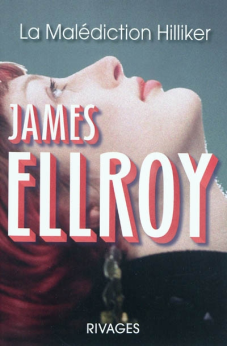 La Malédiction Hilliker
JAMES
ELLROY
RIVAGES